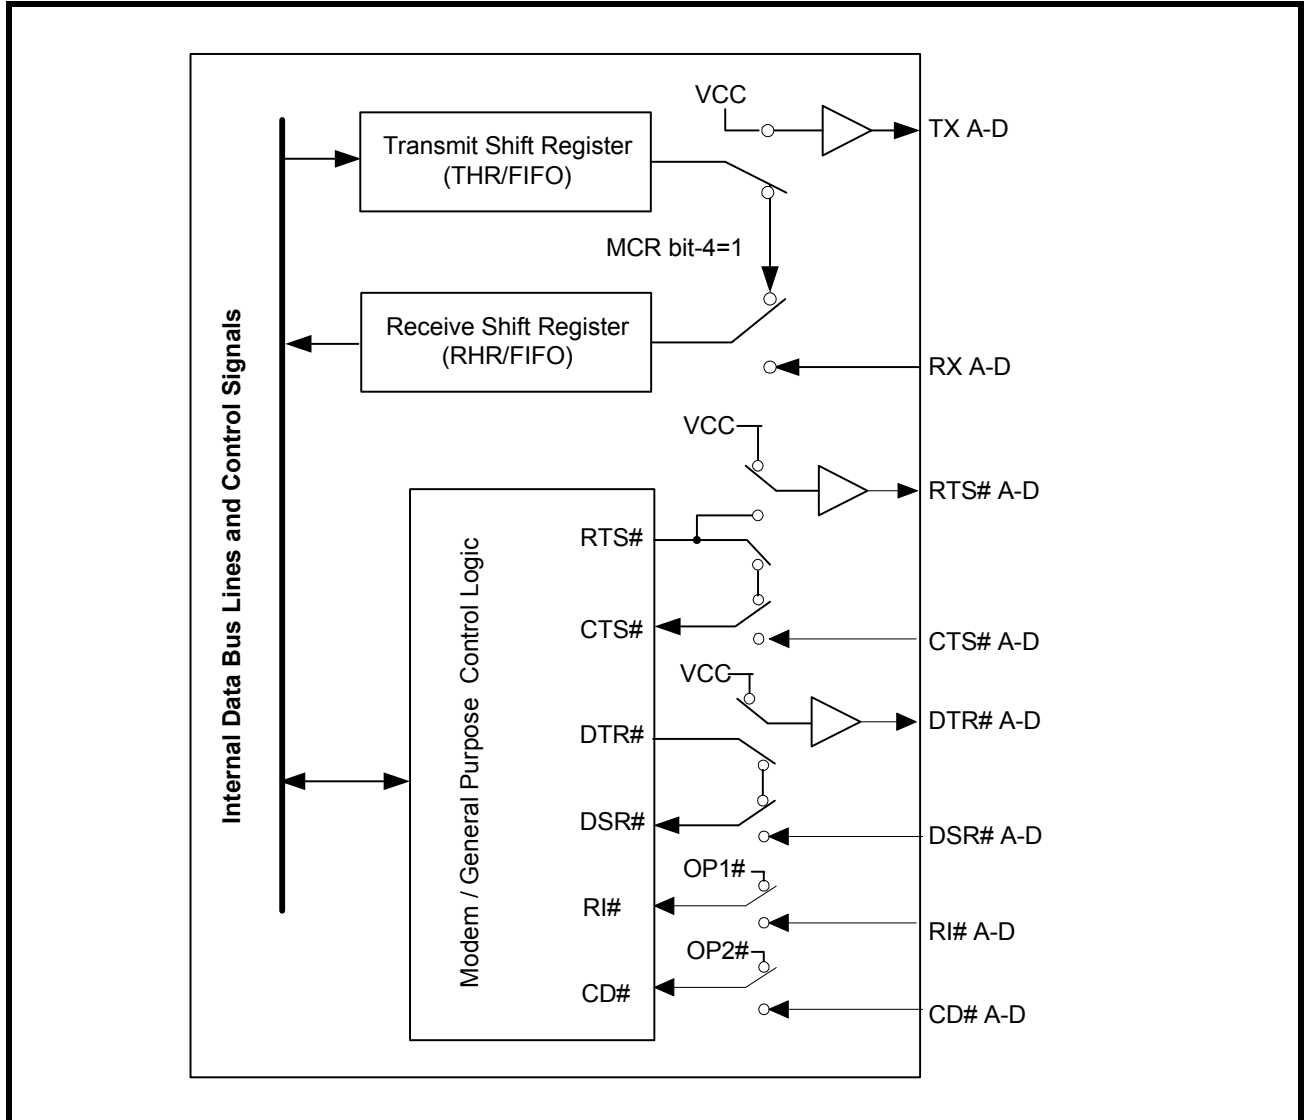 VCC
TX A-D
Transmit Shift Register
(THR/FIFO)
MCR bit-4=1
Receive Shift Register
(RHR/FIFO)
RX A-D
Internal Data Bus Lines and Control Signals
VCC
RTS# A-D
Modem / General Purpose Control Logic
RTS#
CTS#
CTS# A-D
VCC
DTR#
DTR# A-D
DSR#
DSR# A-D
OP1#
RI#
RI# A-D
OP2#
CD#
CD# A-D